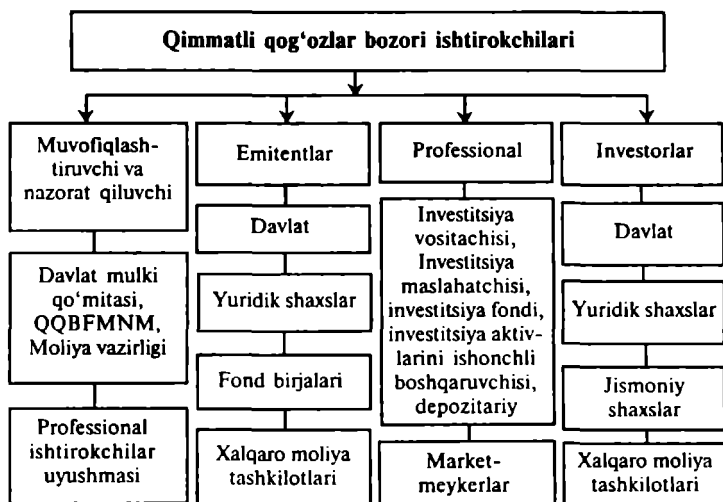 Qimmatli qog‘ozlar bozori ishtirokchilari
Muvofiqlash-
tiruvchi va
nazorat qiluvchi
Davlat mulki
qo‘mitasi,
QQBFMNM,
Moliya vazirligi
Professional
ishtirokchilar
uyushmasi
Emitentlar
Davlat
Yuridik shaxslar
Fond birjalari
Xalqaro moliya
tashkilotlari
Professional
Investitsiya
vositachisi,
Investitsiya
maslahatchisi,
investitsiya fondi,
investitsiya aktiv-
larini ishonchli
boshqaruvchisi,
depozitariy
Market-
meykerlar
Investorlar
Davlat
Yuridik shaxslar
Jismoniy
shaxslar
Xalqaro moliya
tashkilotlari